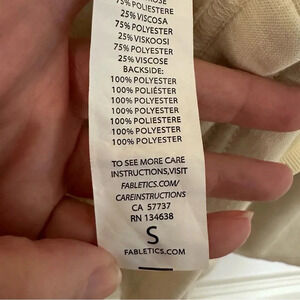 75% POLIESTERE
25% VISCOSA
75% POLYESTER
25% VISKOOSI
75% POLYESTER
25% VISCOSE
BACKSIDE:
100% POLYESTER
100% POLIÉSTER
100% POLYESTER
100% POLYESTER
100% POLIESTERE
100% POLYESTER
100% POLYESTER
TO SEE MORE CARE
INSTRUCTIONS,VISIT
FABLETICS.COM/
CAREINSTRUCTIONS
CA 57737
RN 134638
S
FABLETICS.COM